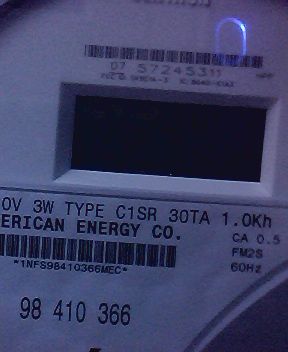 07 57245311
0V 3W TYPE C1SR 30TA 1.0Kh
ERICAN ENERGY CO.
CA 0.5
FM2S
60Hz
*1NFS98410366MEC*
98 410 366